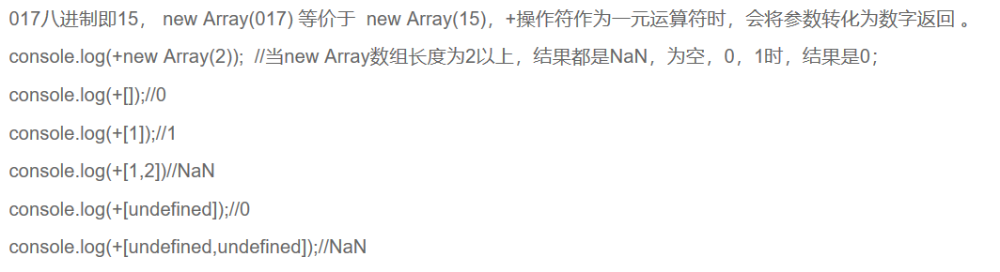 017八进制即15， new Array(017) 等价于  new Array(15)，+操作符作为一元运算符时，会将参数转化为数字返回 。
console.log(+new Array(2));  //当new Array数组长度为2以上，结果都是NaN，为空，0，1时，结果是0；
console.log(+[]);//0
console.log(+[1]);//1
console.log(+[1,2])//NaN
console.log(+[undefined]);//0
console.log(+[undefined,undefined]);//NaN